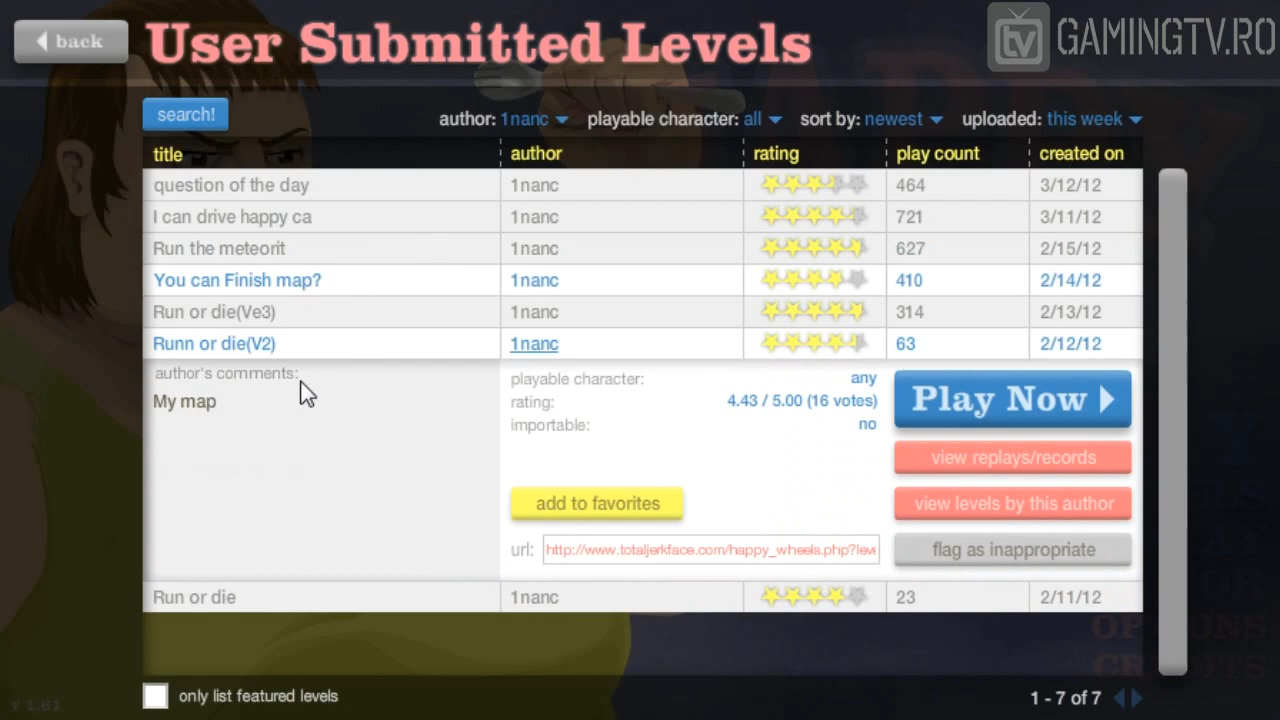 back
User Submitted Levels
GAMINGTV.RO
tv
search!
author: 1nanc
playable character: all
sort by: newest
uploaded: this week
title author rating play count created on
question of the day 1nanc 464 3/12/12
I can drive happy ca 1nanc 721 3/11/12
Run the meteorit 1nanc 627 2/15/12
You can Finish map? 1nanc 410 2/14/12
Run or die(Ve3) 1nanc 314 2/13/12
Runn or die(V2) 1nanc 63 2/12/12
author's comments:
My map
playable character: any
rating: 4.43 / 5.00 (16 votes)
importable: no
add to favorites
url: http://www.totaljerkface.com/happy_wheels.php?leve
Play Now
view replays/records
view levels by this author
flag as inappropriate
Run or die 1nanc 23 2/11/12
only list featured levels
1 - 7 of 7
v 1.61